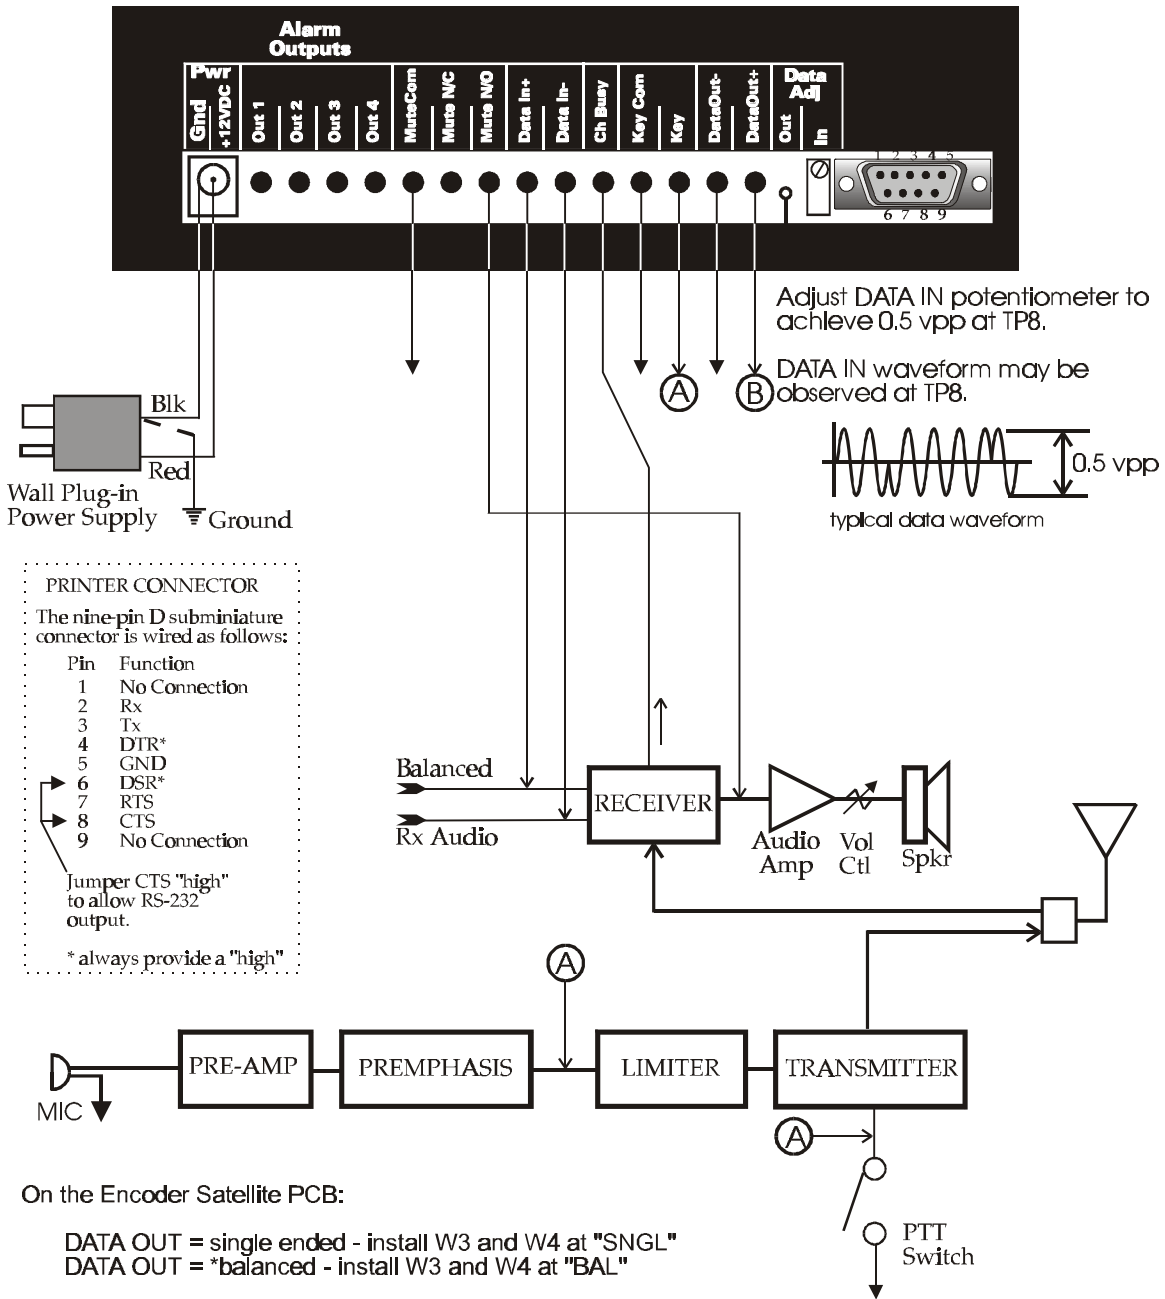 Alarm
Outputs
Pwr
Gnd
+12VDC
Out 1
Out 2
Out 3
Out 4
MuteCom
Mute N/C
Mute N/O
Data In+
Data In-
Ch Busy
Key Com
Key
DataOut-
DataOut+
Data
Adj
Out
In
1 2 3 4 5
6 7 8 9
Adjust DATA IN potentiometer to
achieve 0.5 vpp at TP8.
A
B
DATA IN waveform may be
observed at TP8.
0.5 vpp
typical data waveform
Blk
Red
Wall Plug-in
Power Supply
Ground
PRINTER CONNECTOR
The nine-pin D subminiature
connector is wired as follows:
Pin Function
1 No Connection
2 Rx
3 Tx
4 DTR*
5 GND
6 DSR*
7 RTS
8 CTS
9 No Connection
Jumper CTS "high"
to allow RS-232
output.
* always provide a "high"
Balanced
Rx Audio
RECEIVER
Audio
Amp
Vol
Ctl
Spkr
A
MIC
PRE-AMP
PREMPHASIS
LIMITER
TRANSMITTER
A
PTT
Switch
On the Encoder Satellite PCB:
DATA OUT = single ended - install W3 and W4 at "SNGL"
DATA OUT = *balanced - install W3 and W4 at "BAL"